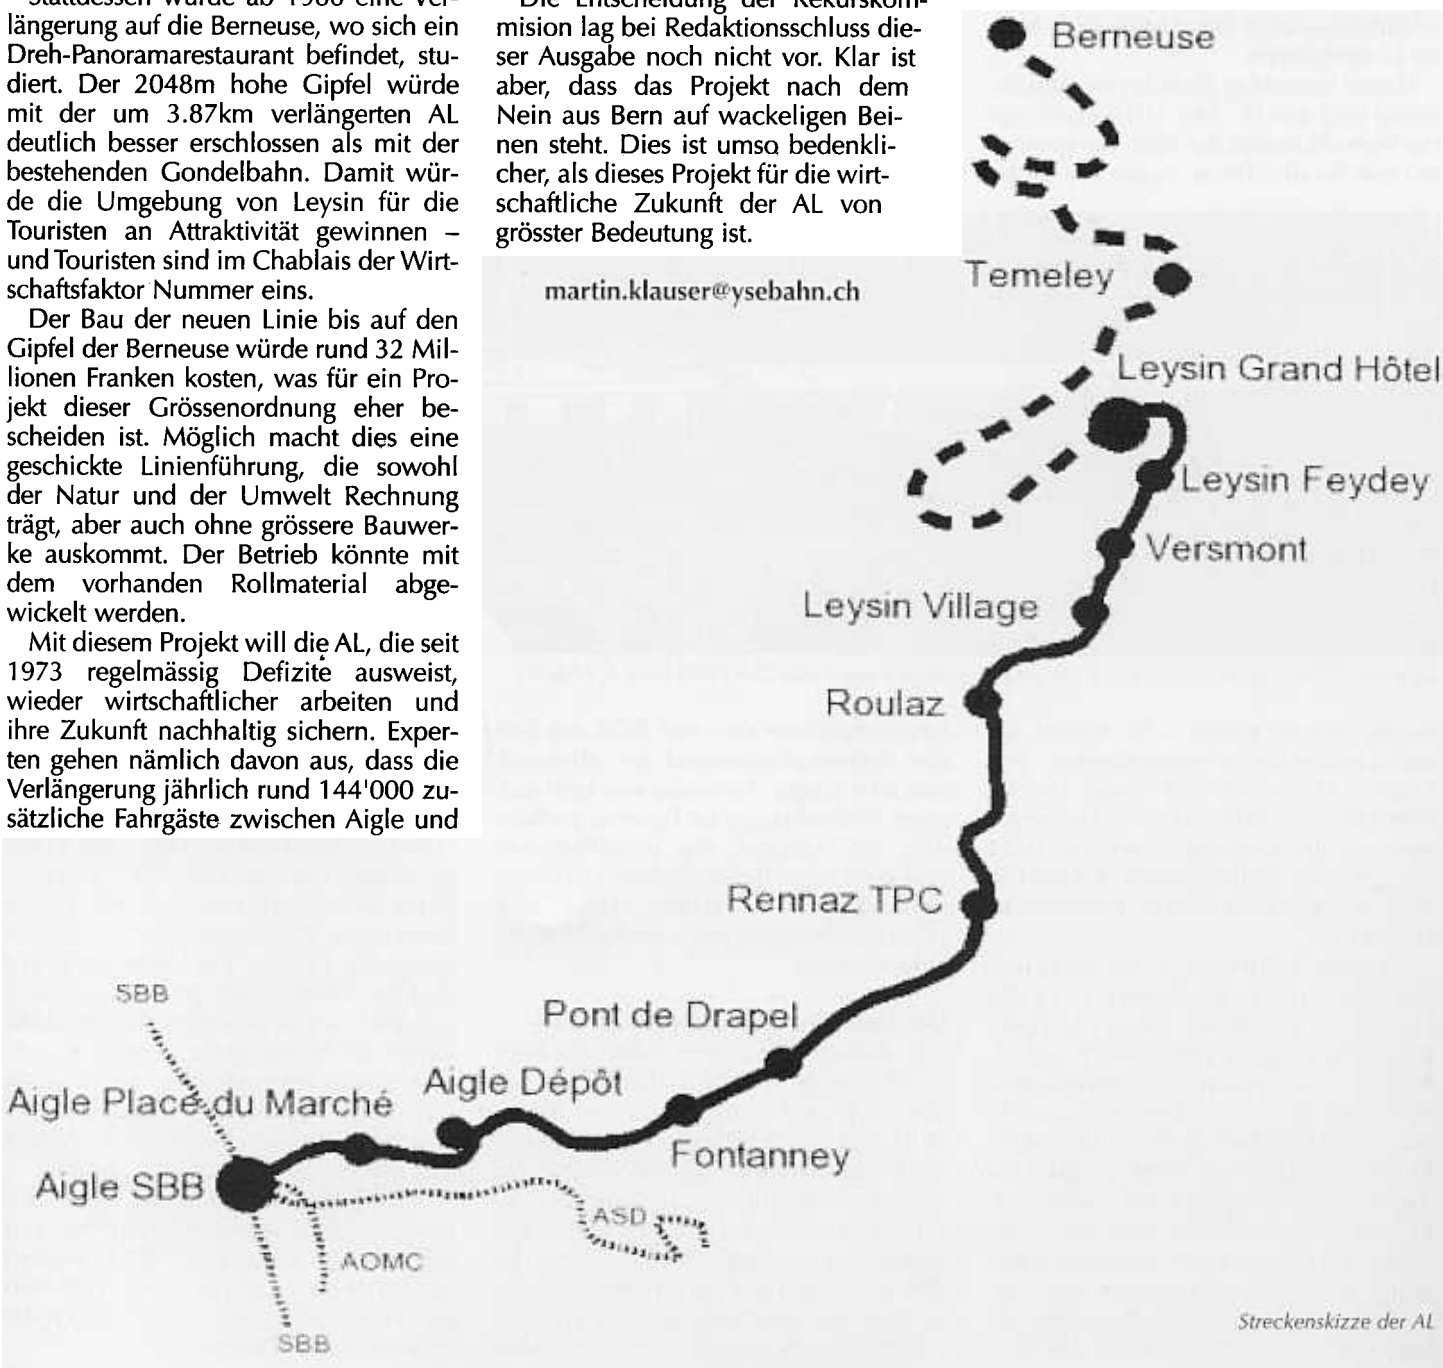 Stattdessen wurde ab 1986 eine Ver-
längerung auf die Berneuse, wo sich ein
Dreh-Panoramarestaurant befindet, stu-
diert. Der 2048m hohe Gipfel würde
mit der um 3.87km verlängerten AL
deutlich besser erschlossen als mit der
bestehenden Gondelbahn. Damit wür-
de die Umgebung von Leysin für die
Touristen an Attraktivität gewinnen –
und Touristen sind im Chablais der Wirt-
schaftsfaktor Nummer eins.
Der Bau der neuen Linie bis auf den
Gipfel der Berneuse würde rund 32 Mil-
lionen Franken kosten, was für ein Pro-
jekt dieser Grössenordnung eher be-
scheiden ist. Möglich macht dies eine
geschickte Linienführung, die sowohl
der Natur und der Umwelt Rechnung
trägt, aber auch ohne grössere Bauwer-
ke auskommt. Der Betrieb könnte mit
dem vorhanden Rollmaterial abge-
wickelt werden.
Mit diesem Projekt will die AL, die seit
1973 regelmässig Defizite ausweist,
wieder wirtschaftlicher arbeiten und
ihre Zukunft nachhaltig sichern. Exper-
ten gehen nämlich davon aus, dass die
Verlängerung jährlich rund 144'000 zu-
sätzliche Fahrgäste zwischen Aigle und
Die Entscheidung der Rekurskom-
mision lag bei Redaktionsschluss die-
ser Ausgabe noch nicht vor. Klar ist
aber, dass das Projekt nach dem
Nein aus Bern auf wackeligen Bei-
nen steht. Dies ist umso bedenkli-
cher, als dieses Projekt für die wirt-
schaftliche Zukunft der AL von
grösster Bedeutung ist.
martin.klauser@ysebahn.ch
Berneuse
Temeley
Leysin Grand Hôtel
Leysin Feydey
Versmont
Leysin Village
Roulaz
Rennaz TPC
Pont de Drapel
Aigle Dépôt
Fontanney
SBB
Aigle Place du Marché
Aigle SBB
ASD
AOMC
SBB
Streckenskizze der AL